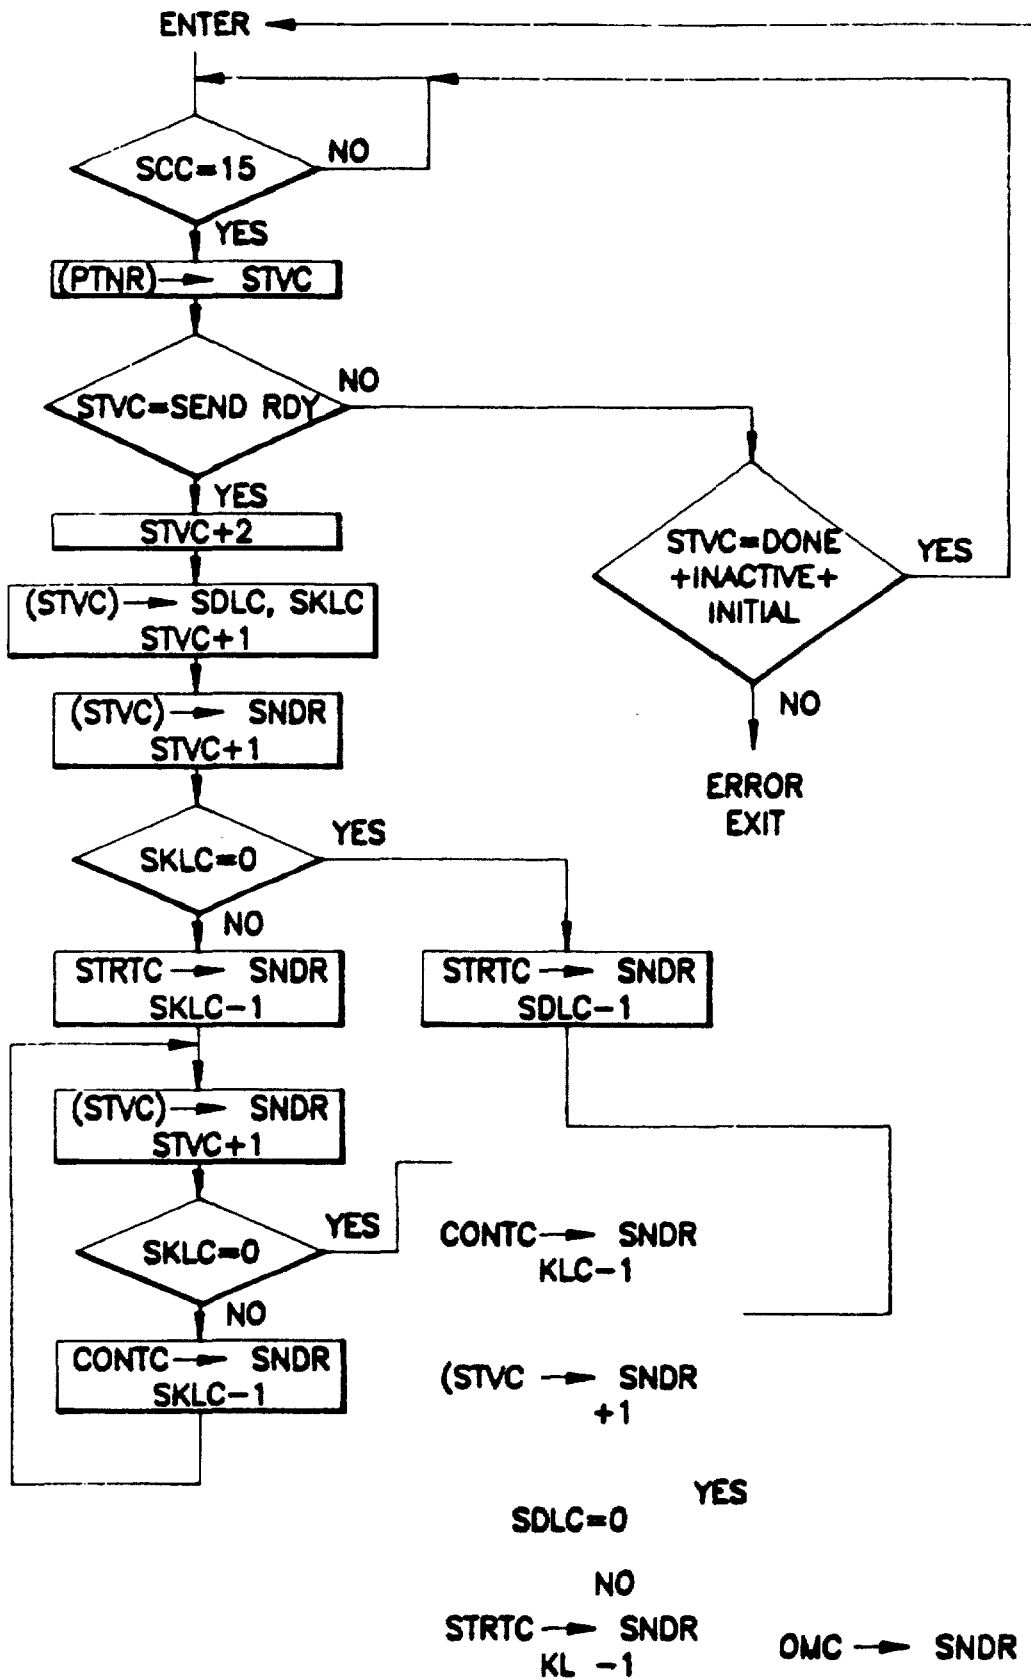 ENTER
SCC=15
NO
YES
(PTNR) → STVC
STVC=SEND RDY
NO
YES
STVC+2
(STVC) → SDLC, SKLC
STVC+1
(STVC) → SNDR
STVC+1
STVC=DONE
+INACTIVE+
INITIAL
YES
NO
ERROR
EXIT
SKLC=0
YES
NO
STRTC → SNDR
SKLC-1
STRTC → SNDR
SDLC-1
(STVC) → SNDR
STVC+1
SKLC=0
YES
NO
CONTC → SNDR
SKLC-1
CONTC → SNDR
KLC-1
(STVC → SNDR
+1
YES
SDLC=0
NO
STRTC → SNDR
KL -1
OMC → SNDR